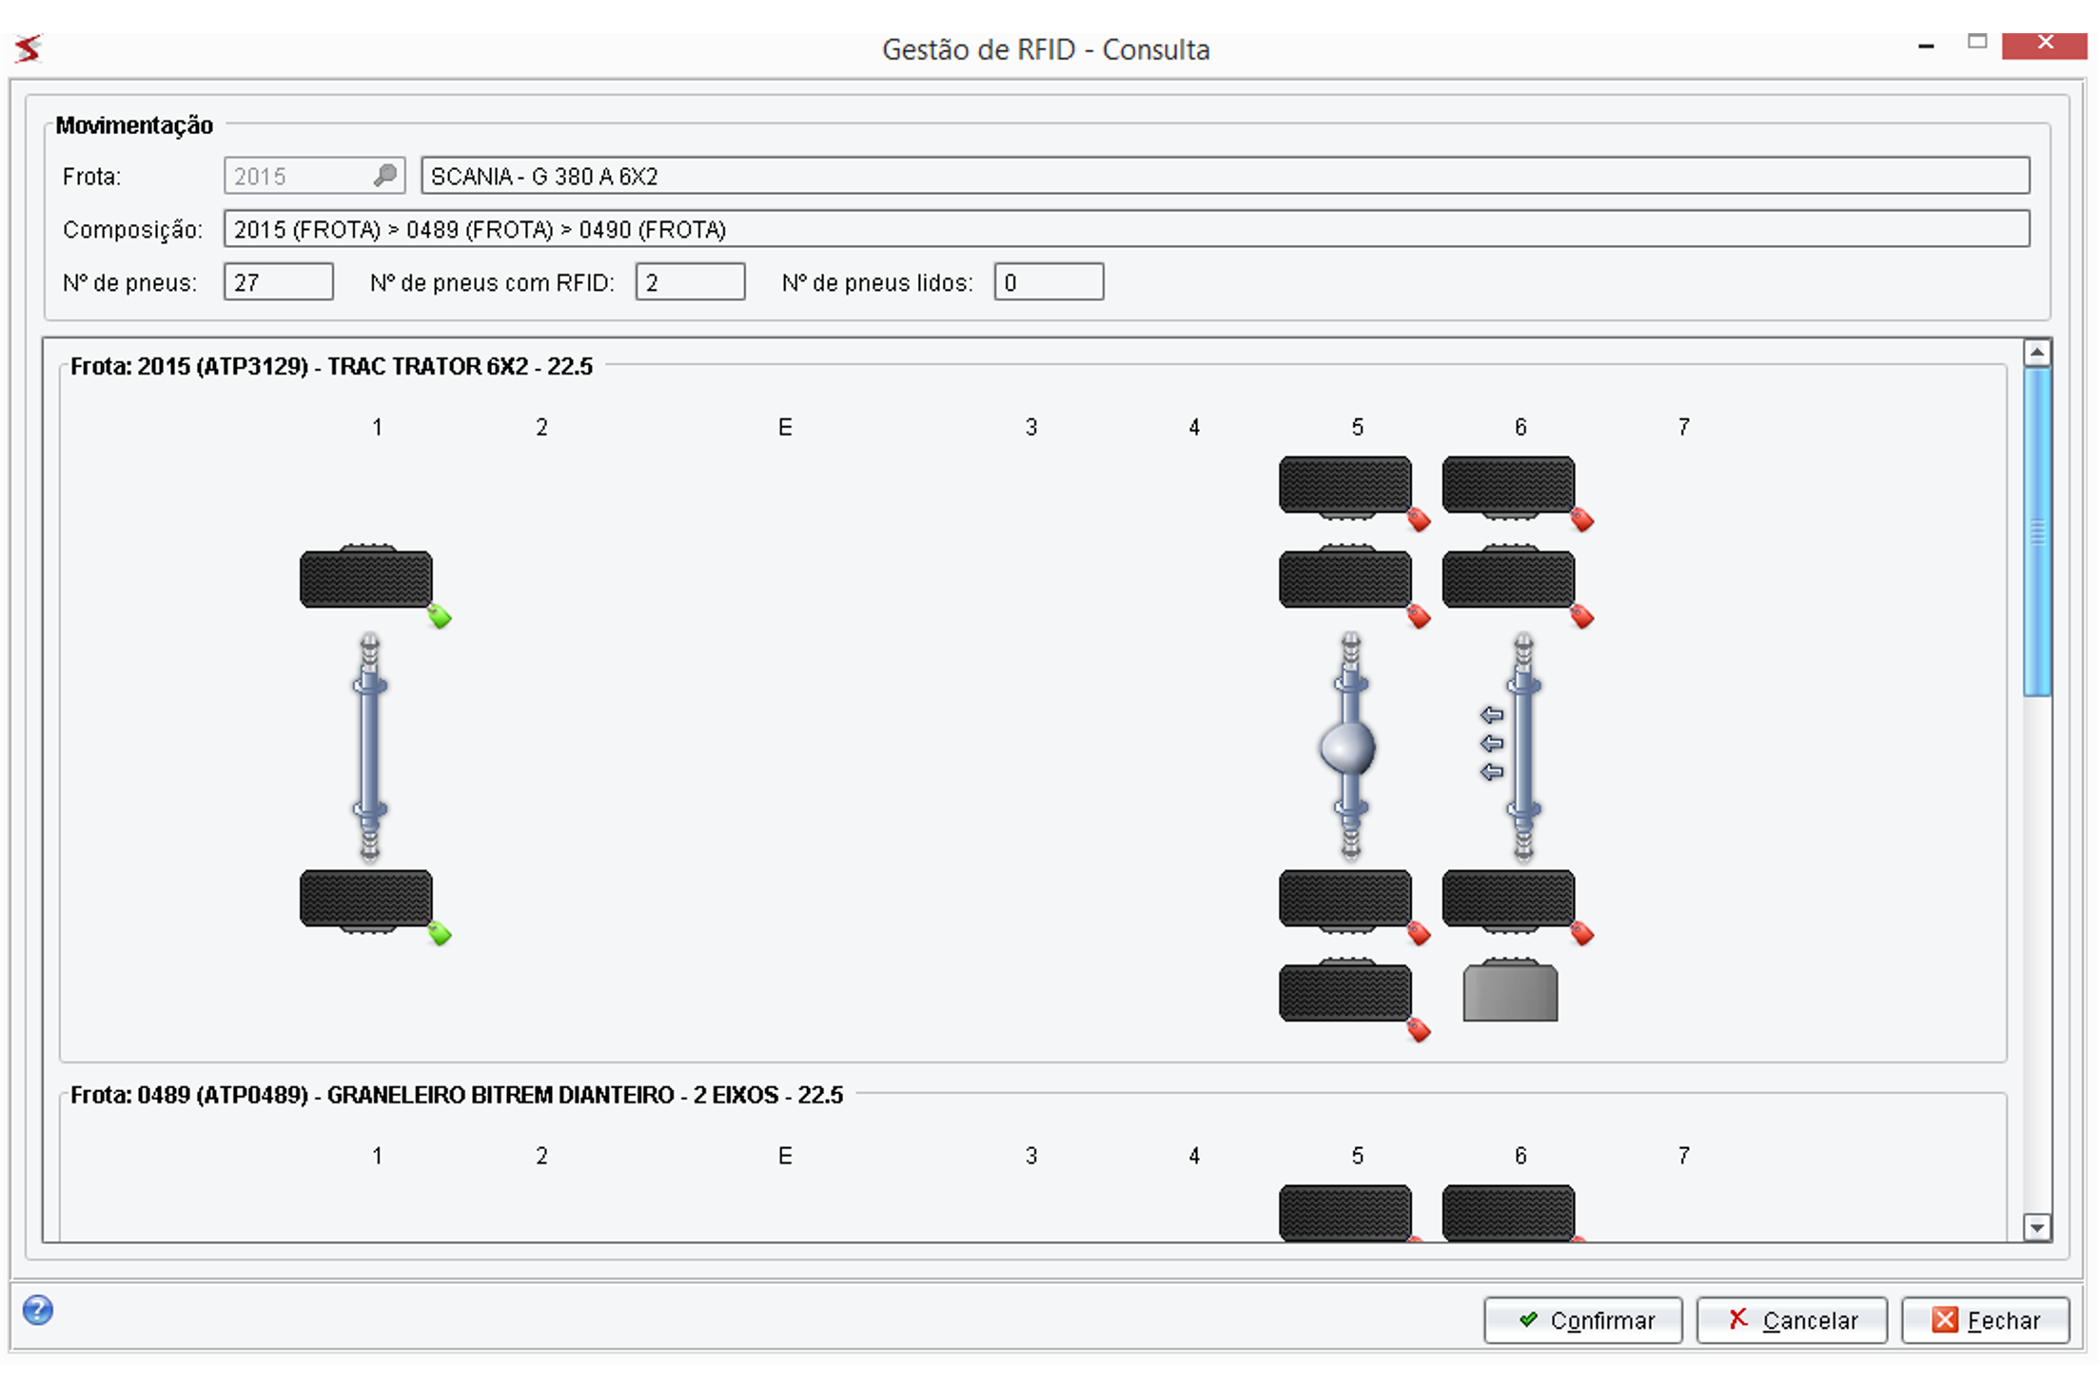 Gestão de RFID - Consulta
Movimentação
Frota: 2015 SCANIA - G 380 A 6X2
Composição: 2015 (FROTA) > 0489 (FROTA) > 0490 (FROTA)
Nº de pneus: 27 Nº de pneus com RFID: 2 Nº de pneus lidos: 0
Frota: 2015 (ATP3129) - TRAC TRATOR 6X2 - 22.5
1 2 E 3 4 5 6 7
Frota: 0489 (ATP0489) - GRANELEIRO BITREM DIANTEIRO - 2 EIXOS - 22.5
1 2 E 3 4 5 6 7
? Confirmar Cancelar Fechar